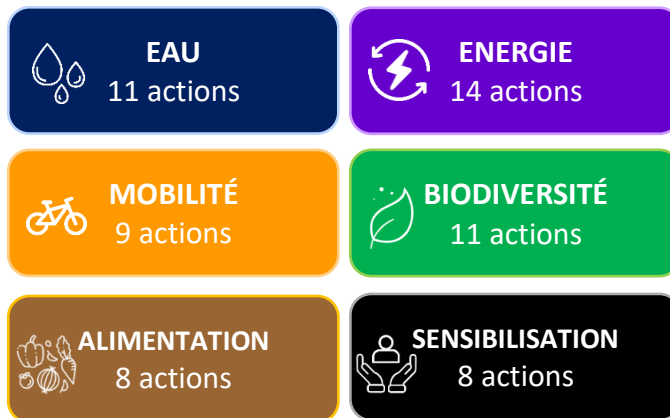 EAU
11 actions
ENERGIE
14 actions
MOBILITÉ
9 actions
BIODIVERSITÉ
11 actions
ALIMENTATION
8 actions
SENSIBILISATION
8 actions